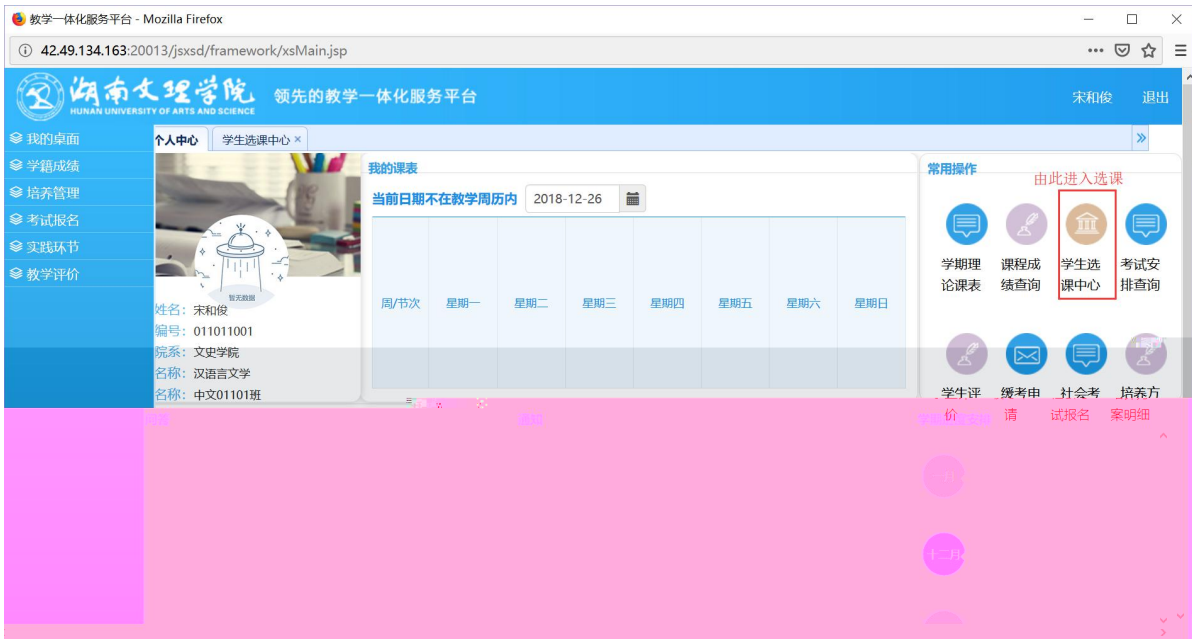 教学一体化服务平台 - Mozilla Firefox
42.49.134.163:20013/jsxsd/framework/xsMain.jsp
湖南文理学院
HUNAN UNIVERSITY OF ARTS AND SCIENCE
领先的教学一体化服务平台
宋和俊 退出
我的桌面
学籍成绩
培养管理
考试报名
实践环节
教学评价
个人中心 学生选课中心 ×
暂无数据
姓名：宋和俊
编号：011011001
院系：文史学院
名称：汉语言文学
名称：中文01101班
我的课表
当前日期不在教学周历内 2018-12-26
周/节次 星期一 星期二 星期三 星期四 星期五 星期六 星期日
常用操作
由此进入选课
学期理论课表
课程成绩查询
学生选课中心
考试安排查询
学生评价
缓考申请
社会考试报名
培养方案明细
通知
十二月